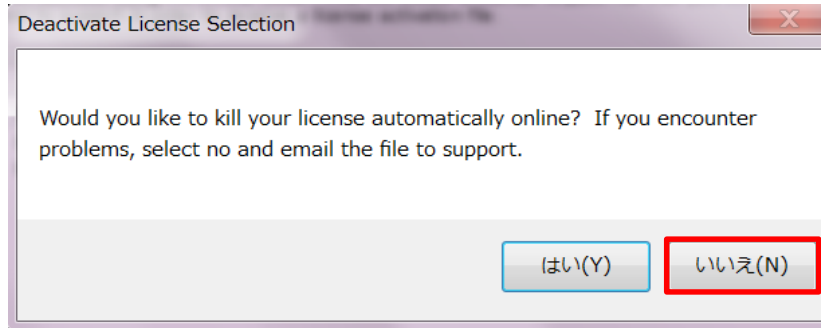 Deactivate License Selection
Would you like to kill your license automatically online?  If you encounter
problems, select no and email the file to support.
はい(Y)
いいえ(N)